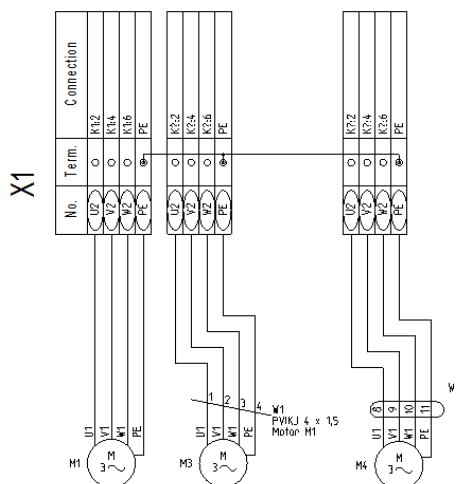 X1
Connection
K1:2
K1:4
K1:6
PE
K?:2
K?:4
K?:6
PE
K?:2
K?:4
K?:6
PE
Term.
No.
U2
V2
W2
PE
U2
V2
W2
PE
U2
V2
W2
PE
1
2
3
4
W1
PVIKJ 4 x 1,5
Motor M1
8
9
10
11
W
U1
V1
W1
PE
U1
V1
W1
PE
U1
V1
W1
PE
M1
M
3~
M3
M
3~
M4
M
3~